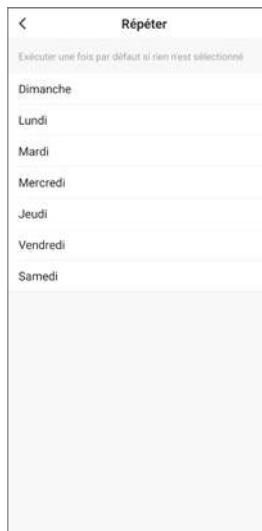 Répéter
Exécuter une fois par défaut si rien n'est sélectionné
Dimanche
Lundi
Mardi
Mercredi
Jeudi
Vendredi
Samedi